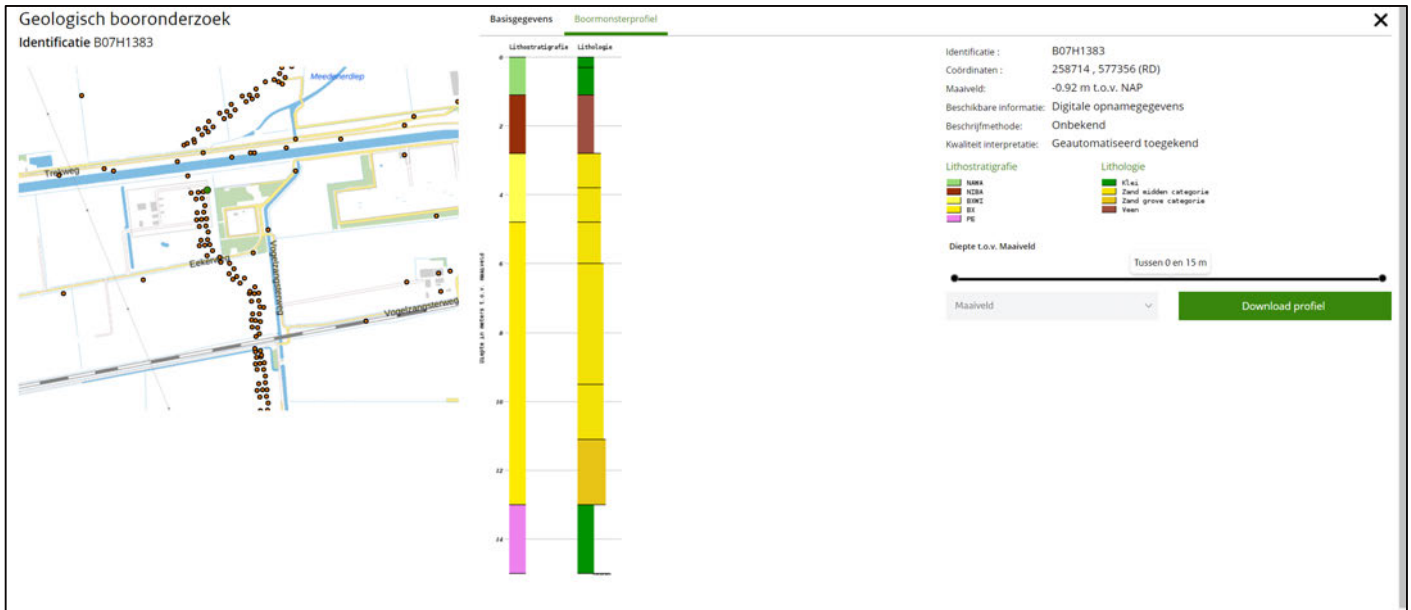 Geologisch booronderzoek
Identificatie B07H1383
Meedenerdiep
Trekweg
Eekerweg
Vogelzangsterweg
Vogelzangsterweg
Basisgegevens Boormonsterprofiel
Lithostratigrafie Lithologie
Diepte in meters t.o.v. Maaiveld
0
2
4
6
8
10
12
14
Identificatie : B07H1383
Coördinaten : 258714 , 577356 (RD)
Maaiveld: -0.92 m t.o.v. NAP
Beschikbare informatie: Digitale opnamegegevens
Beschrijfmethode: Onbekend
Kwaliteit interpretatie: Geautomatiseerd toegekend
Lithostratigrafie
NAWA
NIBA
BXWI
BX
PE
Lithologie
Klei
Zand midden categorie
Zand grove categorie
Veen
Diepte t.o.v. Maaiveld
Tussen 0 en 15 m
Maaiveld
Download profiel